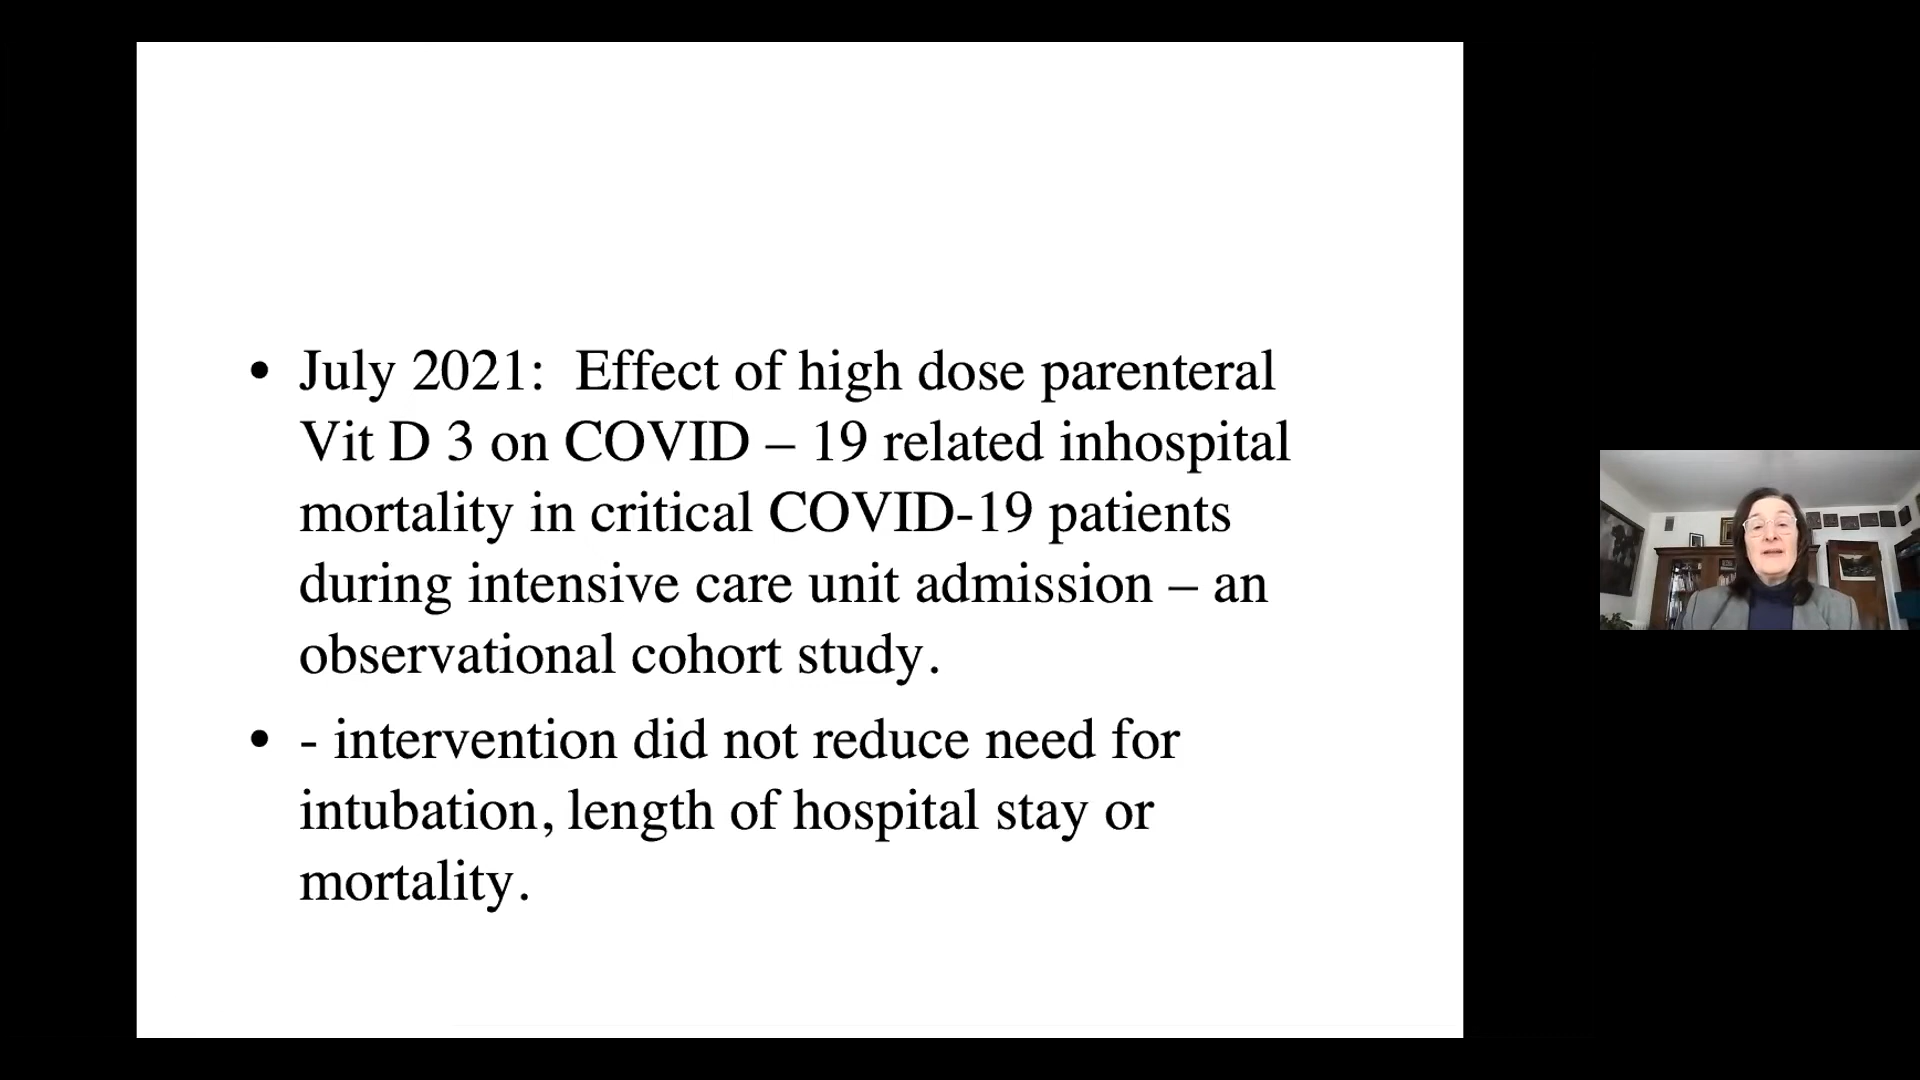 • July 2021:  Effect of high dose parenteral
Vit D 3 on COVID – 19 related inhospital
mortality in critical COVID-19 patients
during intensive care unit admission – an
observational cohort study.
• - intervention did not reduce need for
intubation, length of hospital stay or
mortality.